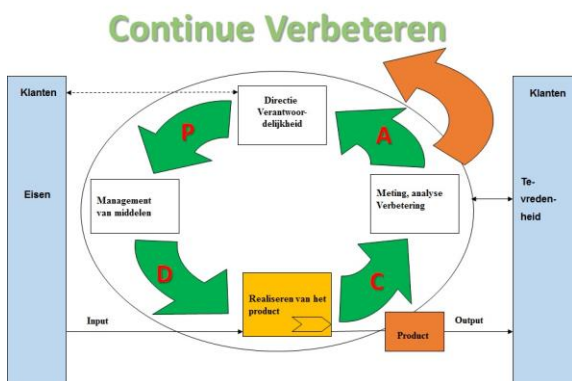 Continue Verbeteren
Klanten
Eisen
Directie
Verantwoor-
delijkheid
P
A
Klanten
Te-
vreden-
heid
Management
van middelen
Meting, analyse
Verbetering
D
C
Realiseren van het
product
Input
Product
Output